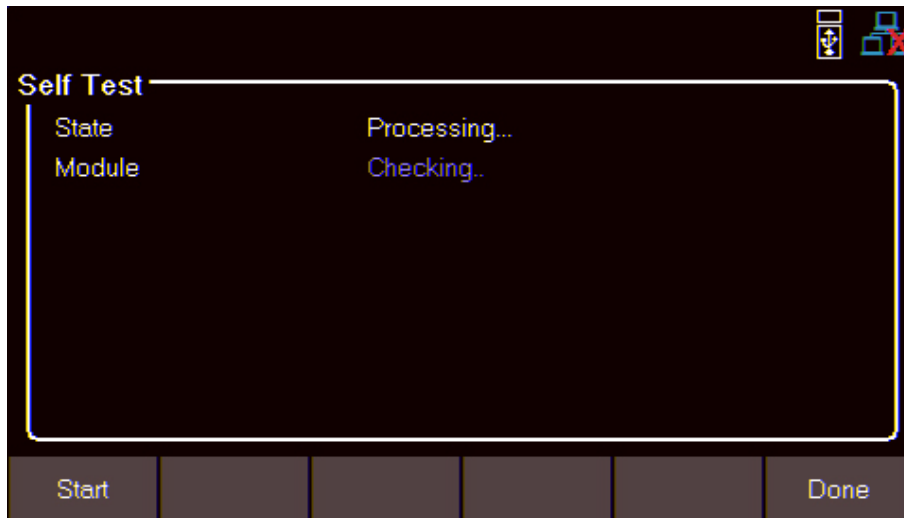 Self Test
State Processing...
Module Checking..
Start Done